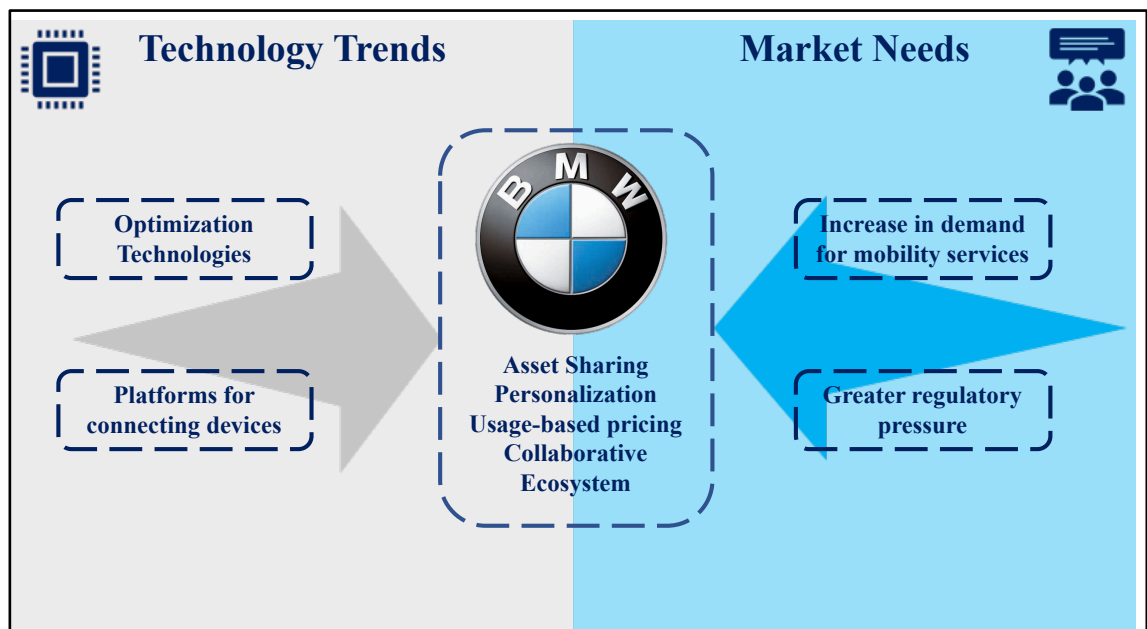 Technology Trends
Market Needs
Optimization
Technologies
Platforms for
connecting devices
BMW
Asset Sharing
Personalization
Usage-based pricing
Collaborative
Ecosystem
Increase in demand
for mobility services
Greater regulatory
pressure